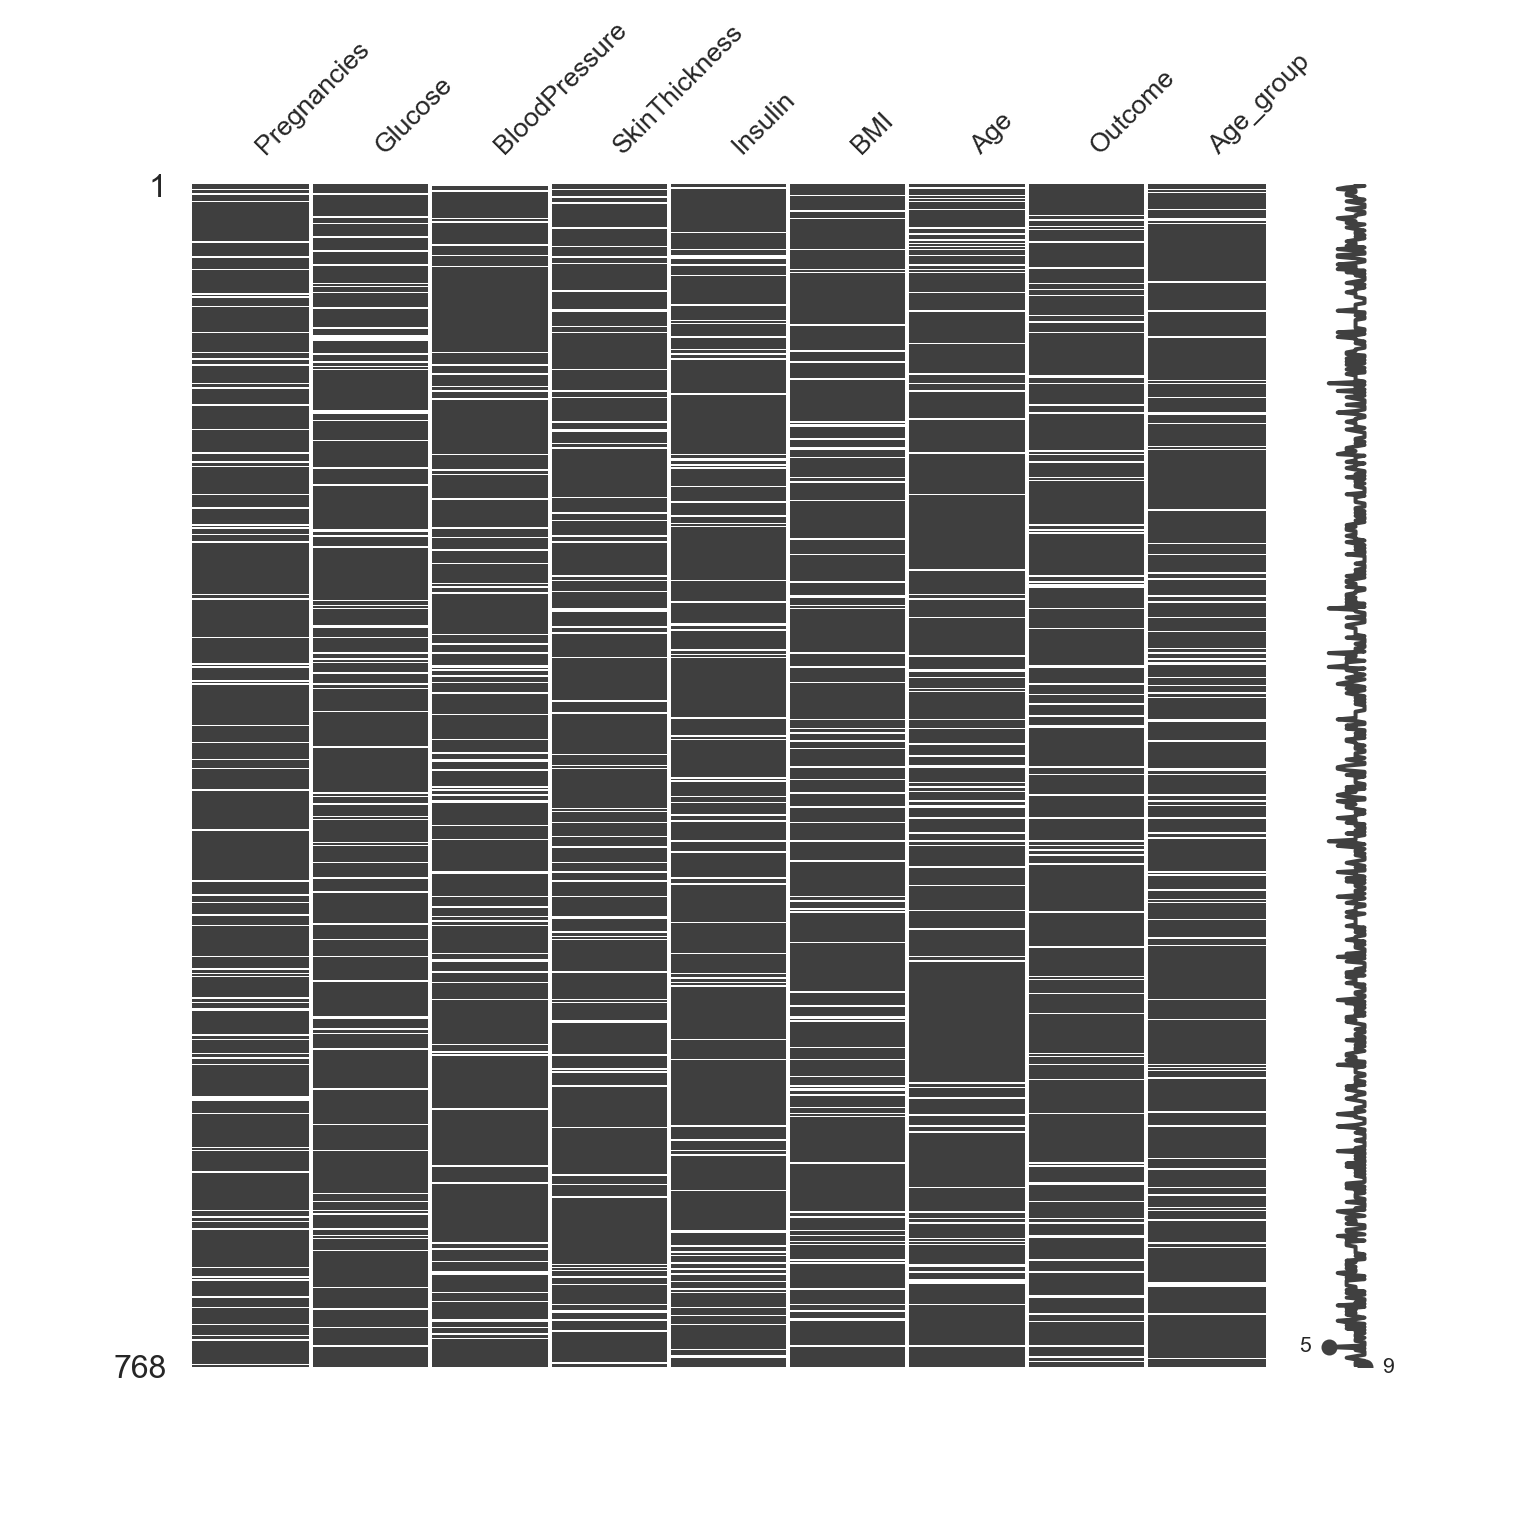 Pregnancies
Glucose
BloodPressure
SkinThickness
Insulin
BMI
Age
Outcome
Age_group
1
768
5
9